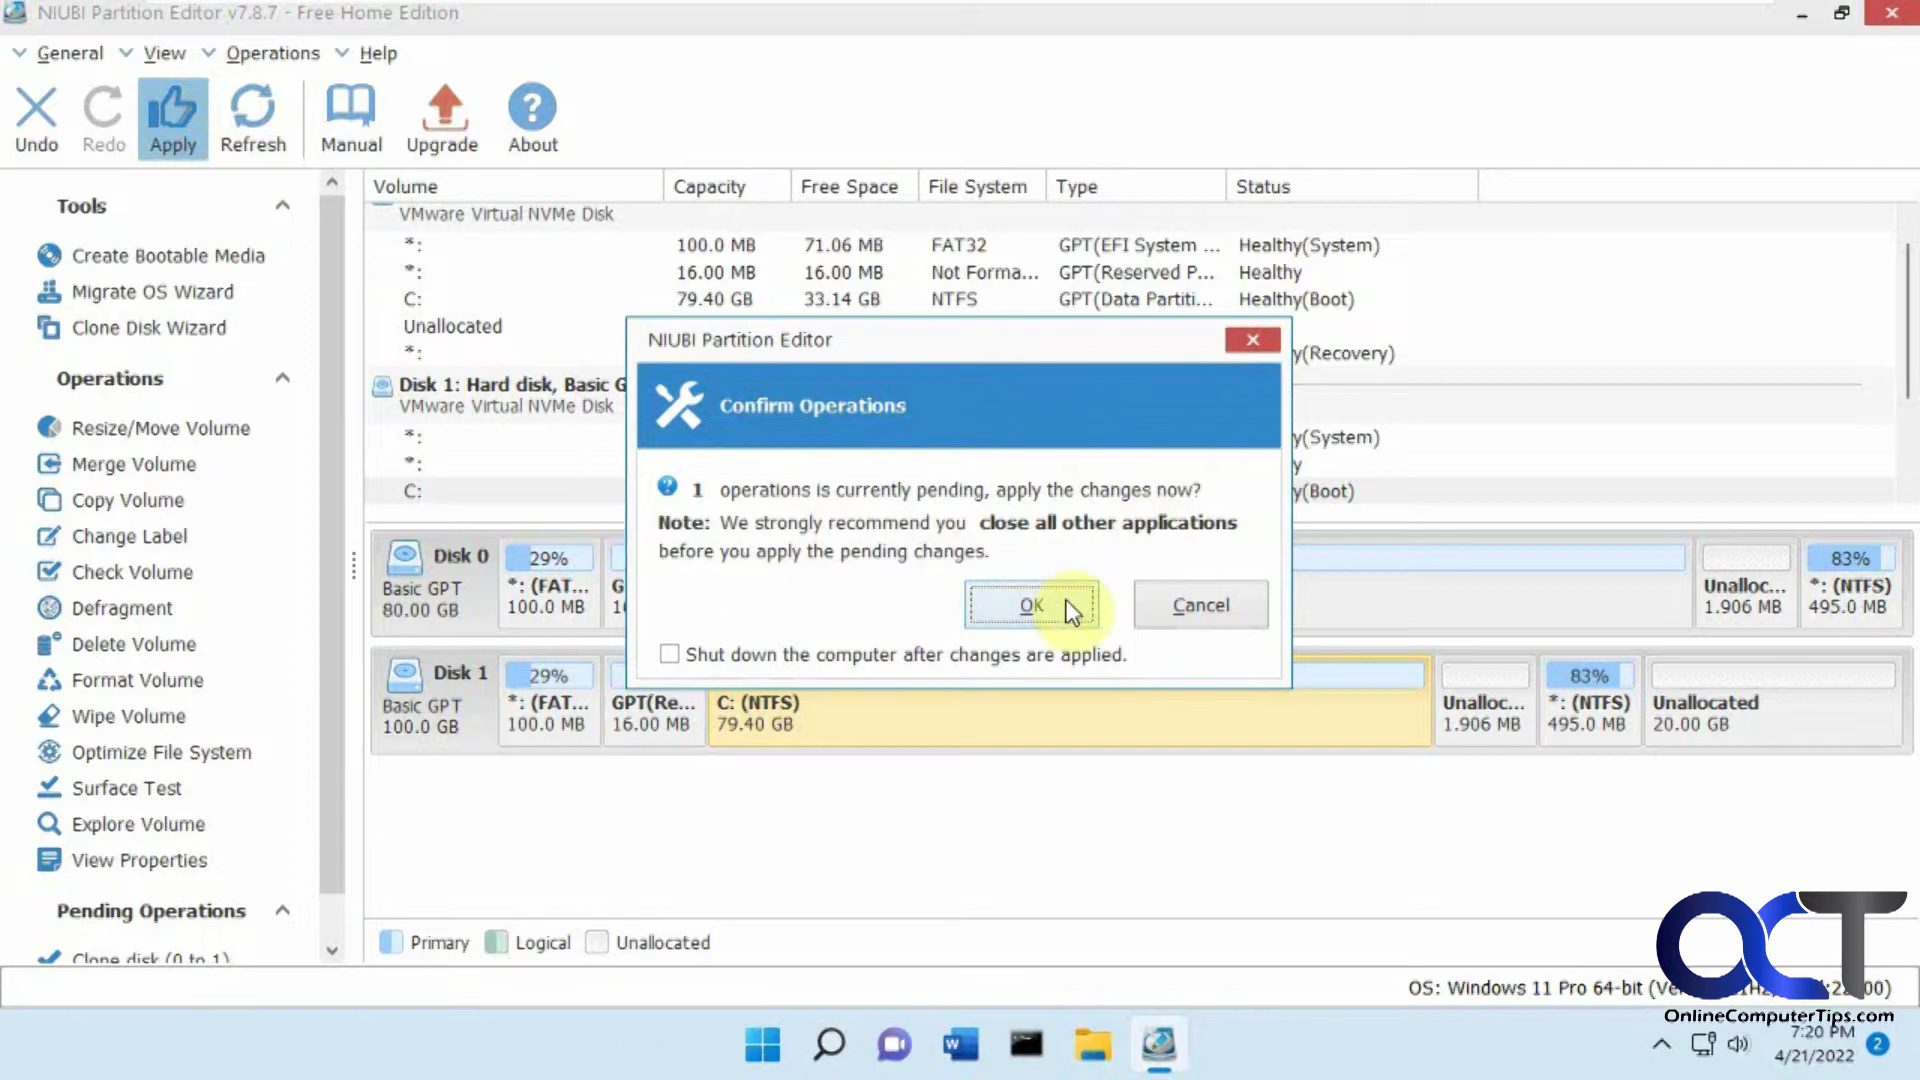 NIUBI Partition Editor v7.8.7 - Free Home Edition
General View Operations Help
Undo Redo Apply Refresh Manual Upgrade About
Tools
Create Bootable Media
Migrate OS Wizard
Clone Disk Wizard
Operations
Resize/Move Volume
Merge Volume
Copy Volume
Change Label
Check Volume
Defragment
Delete Volume
Format Volume
Wipe Volume
Optimize File System
Surface Test
Explore Volume
View Properties
Pending Operations
Clone disk (0 to 1)
Volume Capacity Free Space File System Type Status
VMware Virtual NVMe Disk
*: 100.0 MB 71.06 MB FAT32 GPT(EFI System ... Healthy(System)
*: 16.00 MB 16.00 MB Not Forma... GPT(Reserved P... Healthy
C: 79.40 GB 33.14 GB NTFS GPT(Data Partiti... Healthy(Boot)
Unallocated
*: y(Recovery)
Disk 1: Hard disk, Basic G
VMware Virtual NVMe Disk
*: y(System)
*: y
C: y(Boot)
NIUBI Partition Editor
Confirm Operations
1 operations is currently pending, apply the changes now?
Note: We strongly recommend you close all other applications
before you apply the pending changes.
OK Cancel
Shut down the computer after changes are applied.
Disk 0
Basic GPT
80.00 GB
29%
*: (FAT...
100.0 MB
Unalloc...
1.906 MB
83%
*: (NTFS)
495.0 MB
Disk 1
Basic GPT
100.0 GB
29%
*: (FAT...
100.0 MB
GPT(Re...
16.00 MB
C: (NTFS)
79.40 GB
Unalloc...
1.906 MB
83%
*: (NTFS)
495.0 MB
Unallocated
20.00 GB
Primary Logical Unallocated
OS: Windows 11 Pro 64-bit
OCT
OnlineComputerTips.com
7:20 PM
4/21/2022
2